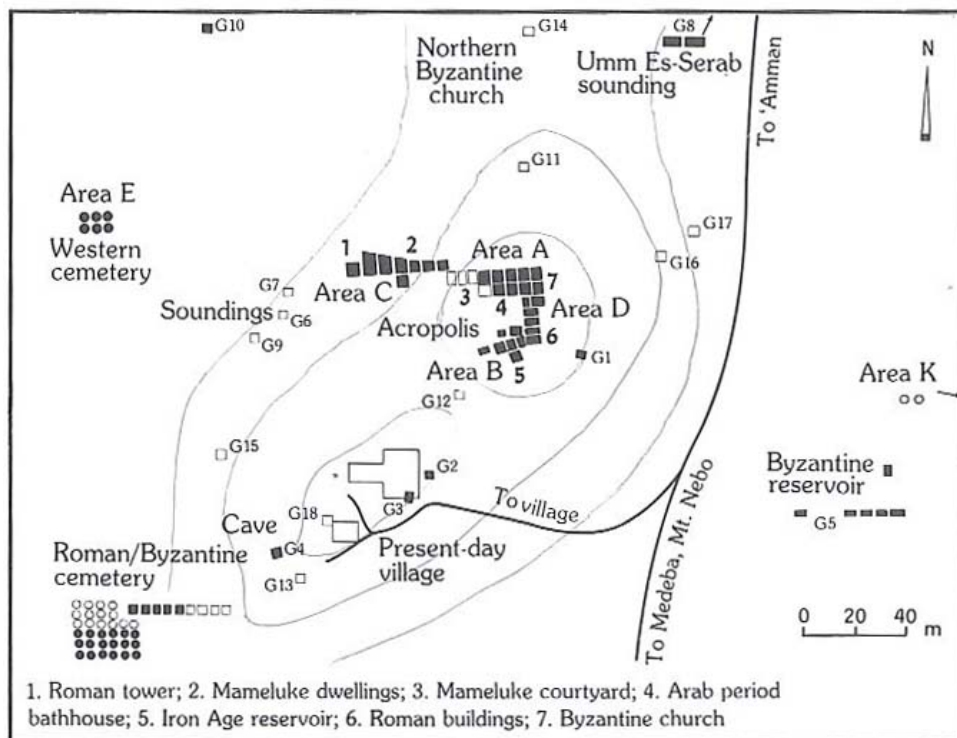 G10
G14
G8
Northern
Byzantine
church
Umm Es-Serab
sounding
N
To 'Amman
G11
Area E
Western
cemetery
G17
1
2
Area A
7
G16
Area C
3
4
G7
Soundings
G6
Acropolis
Area D
G9
6
Area B
5
G1
Area K
G12
G15
Byzantine
reservoir
G2
G3
To village
G5
G18
Cave
G4
Present-day
village
To Medeba, Mt. Nebo
Roman/Byzantine
cemetery
G13
0 20 40
m
1. Roman tower; 2. Mameluke dwellings; 3. Mameluke courtyard; 4. Arab period
bathhouse; 5. Iron Age reservoir; 6. Roman buildings; 7. Byzantine church